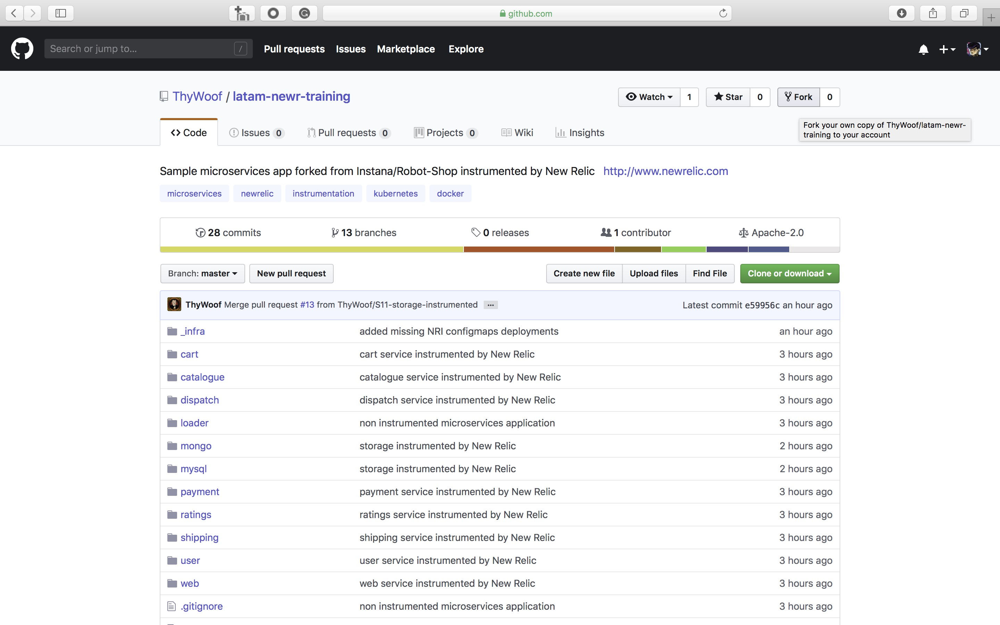 github.com
Search or jump to... /
Pull requests Issues Marketplace Explore
ThyWoof / latam-newr-training
Watch 1 Star 0 Fork 0
Code Issues 0 Pull requests 0 Projects 0 Wiki Insights
Fork your own copy of ThyWoof/latam-newr-
training to your account
Sample microservices app forked from Instana/Robot-Shop instrumented by New Relic http://www.newrelic.com
microservices newrelic instrumentation kubernetes docker
28 commits 13 branches 0 releases 1 contributor Apache-2.0
Branch: master New pull request Create new file Upload files Find File Clone or download
ThyWoof Merge pull request #13 from ThyWoof/S11-storage-instrumented ... Latest commit e59956c an hour ago
_infra added missing NRI configmaps deployments an hour ago
cart cart service instrumented by New Relic 3 hours ago
catalogue catalogue service instrumented by New Relic 3 hours ago
dispatch dispatch service instrumented by New Relic 3 hours ago
loader non instrumented microservices application 3 hours ago
mongo storage instrumented by New Relic 2 hours ago
mysql storage instrumented by New Relic 2 hours ago
payment payment service instrumented by New Relic 3 hours ago
ratings ratings service instrumented by New Relic 3 hours ago
shipping shipping service instrumented by New Relic 3 hours ago
user user service instrumented by New Relic 3 hours ago
web web service instrumented by New Relic 3 hours ago
.gitignore non instrumented microservices application 3 hours ago